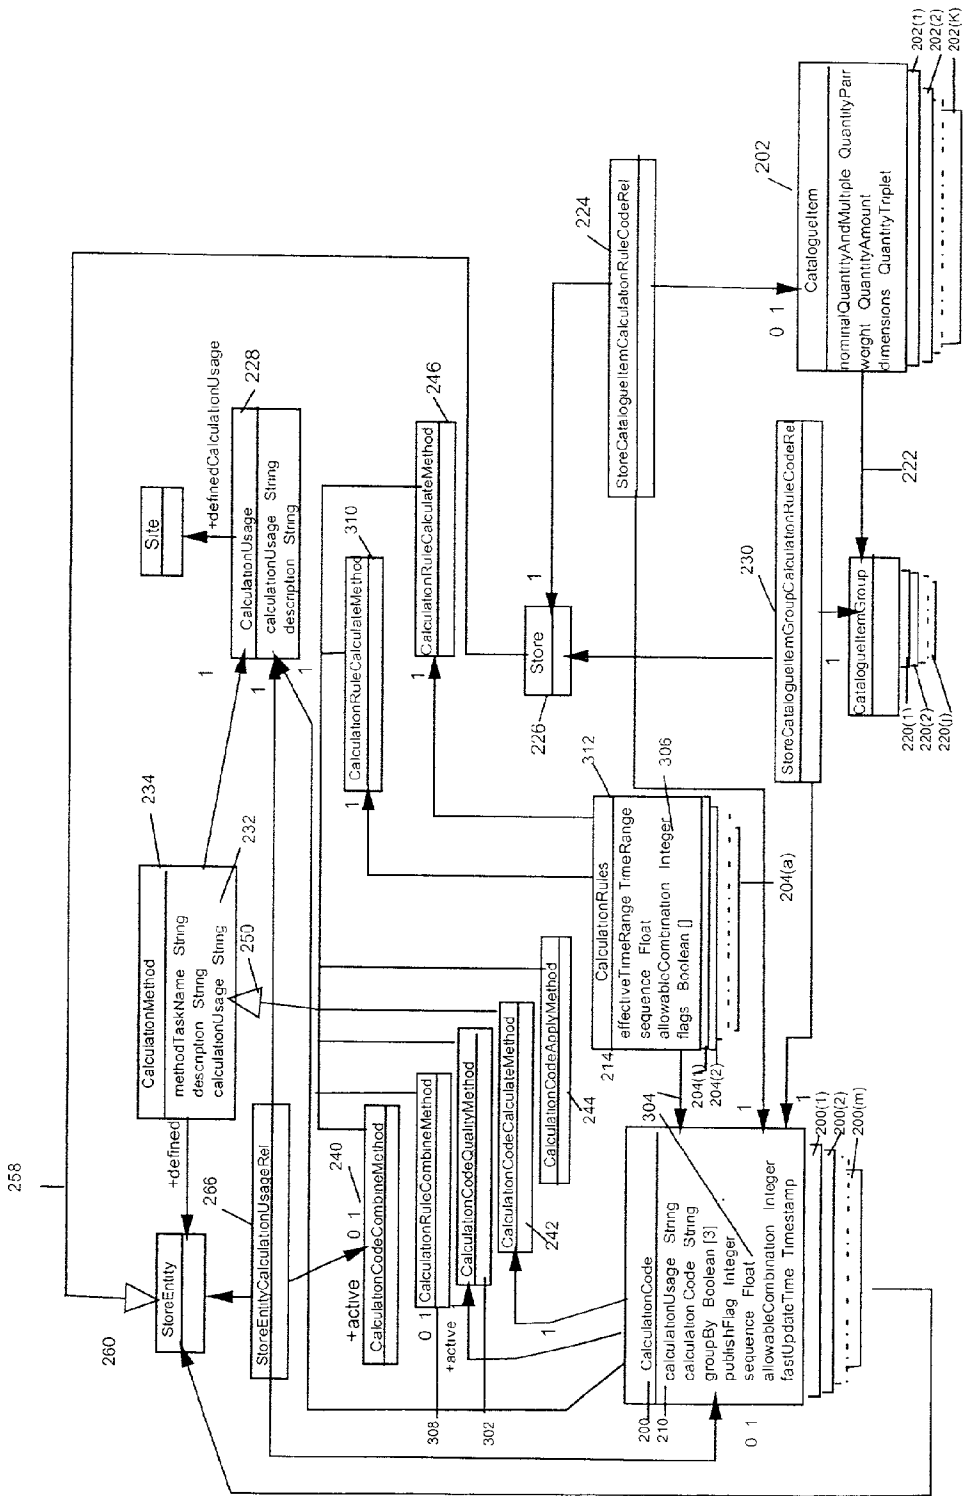 258
260
StoreEntity
+defined
266
StoreEntityCalculationUsageRel
CalculationMethod
methodTaskName String
description String
calculationUsage String
234
232
250
Site
+definedCalculationUsage
CalculationUsage
calculationUsage String
description String
228
1
1
1
240
+active
0 1
CalculationCodeCombineMethod
CalculationRuleCombineMethod
0 1
+active
308
CalculationCodeQualityMethod
302
CalculationCodeCalculateMethod
242
CalculationCodeApplyMethod
244
CalculationRuleCalculateMethod
310
1
CalculationRuleCalculateMethod
246
1
Store
226
1
StoreCatalogueItemCalculationRuleCodeRel
224
StoreCatalogueItemGroupCalculationRuleCodeRel
230
1
CatalogueItem
nominalQuantityAndMultiple QuantityPair
weight QuantityAmount
dimensions QuantityTriplet
202
0 1
202(1)
202(2)
202(K)
222
CatalogueItemGroup
220(1)
220(2)
220(j)
CalculationRules
effectiveTimeRange TimeRange
sequence Float
allowableCombination Integer
flags Boolean []
312
306
214
204(1)
204(2)
204(a)
304
CalculationCode
calculationUsage String
calculation Code String
groupBy Boolean [3]
publishFlag Integer
sequence Float
allowableCombination Integer
fastUpdateTime Timestamp
200
210
0 1
1
1
1
200(1)
200(2)
200(m)